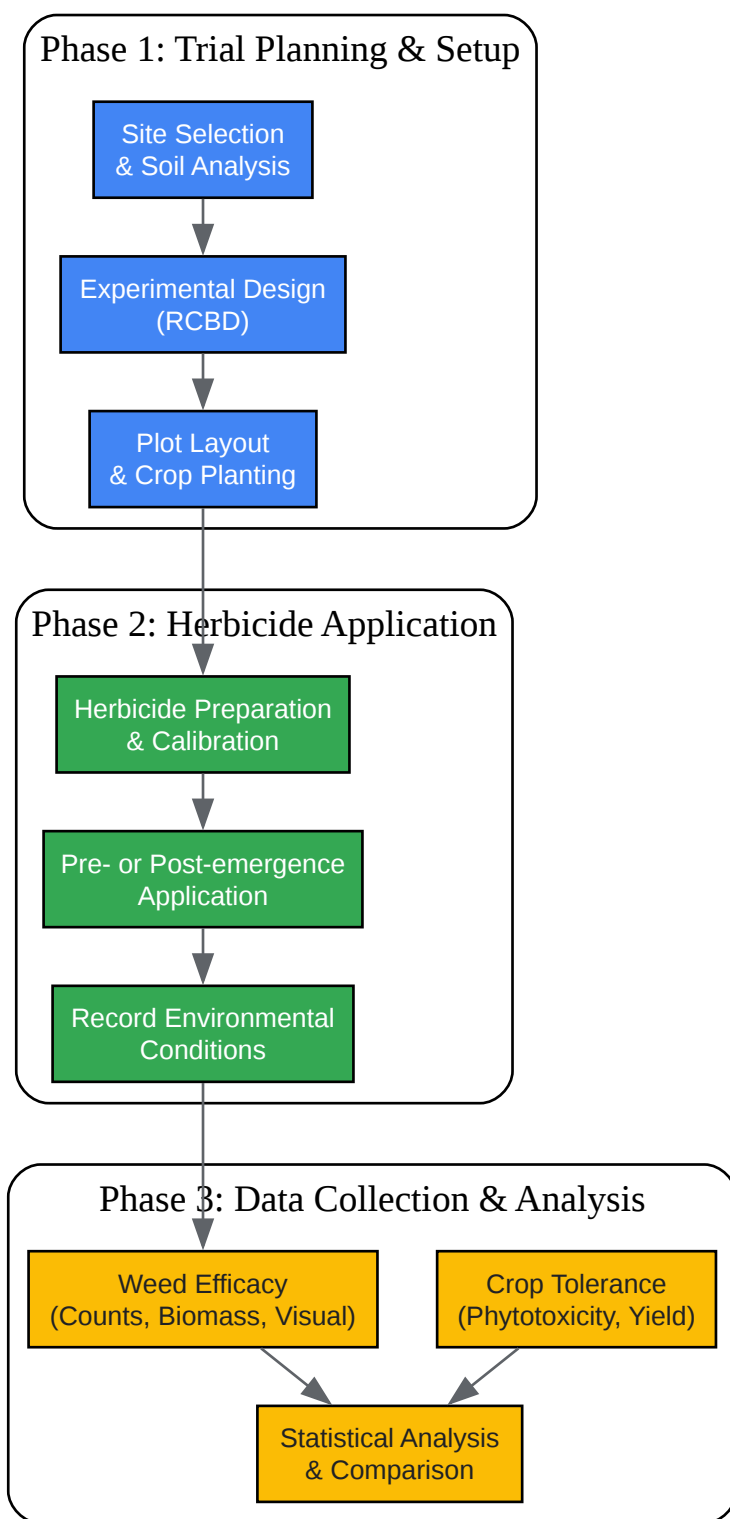 Phase 1: Trial Planning & Setup
Site Selection
& Soil Analysis
Experimental Design
(RCBD)
Plot Layout
& Crop Planting
Phase 2: Herbicide Application
Herbicide Preparation
& Calibration
Pre- or Post-emergence
Application
Record Environmental
Conditions
Phase 3: Data Collection & Analysis
Weed Efficacy
(Counts, Biomass, Visual)
Crop Tolerance
(Phytotoxicity, Yield)
Statistical Analysis
& Comparison